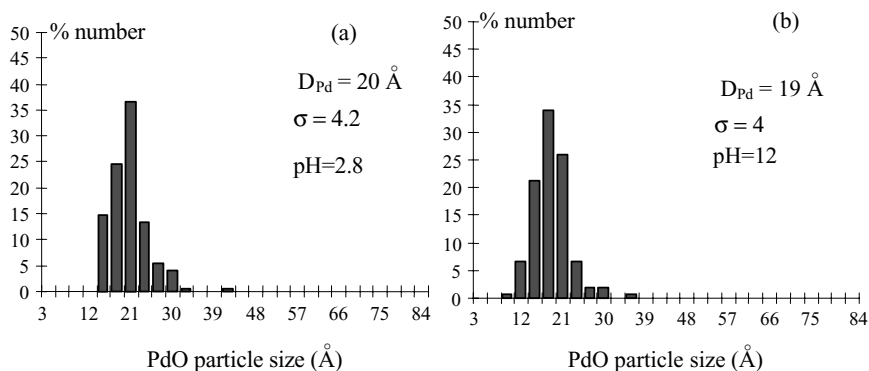 % number
(a)
50
45
40
35
30
25
20
15
10
5
0
D_Pd = 20 Å
σ = 4.2
pH=2.8
3 12 21 30 39 48 57 66 75 84
PdO particle size (Å)
% number
(b)
50
45
40
35
30
25
20
15
10
5
0
D_Pd = 19 Å
σ = 4
pH=12
3 12 21 30 39 48 57 66 75 84
PdO particle size (Å)